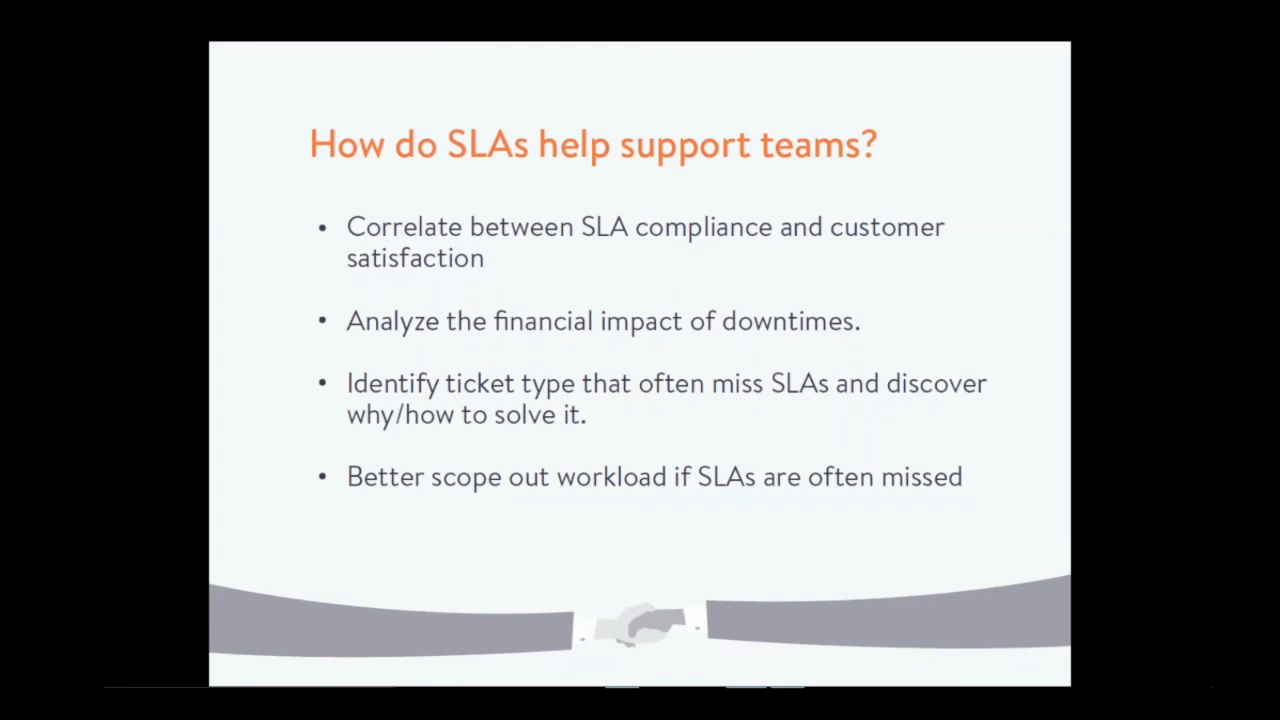 How do SLAs help support teams?
• Correlate between SLA compliance and customer
satisfaction
• Analyze the financial impact of downtimes.
• Identify ticket type that often miss SLAs and discover
why/how to solve it.
• Better scope out workload if SLAs are often missed